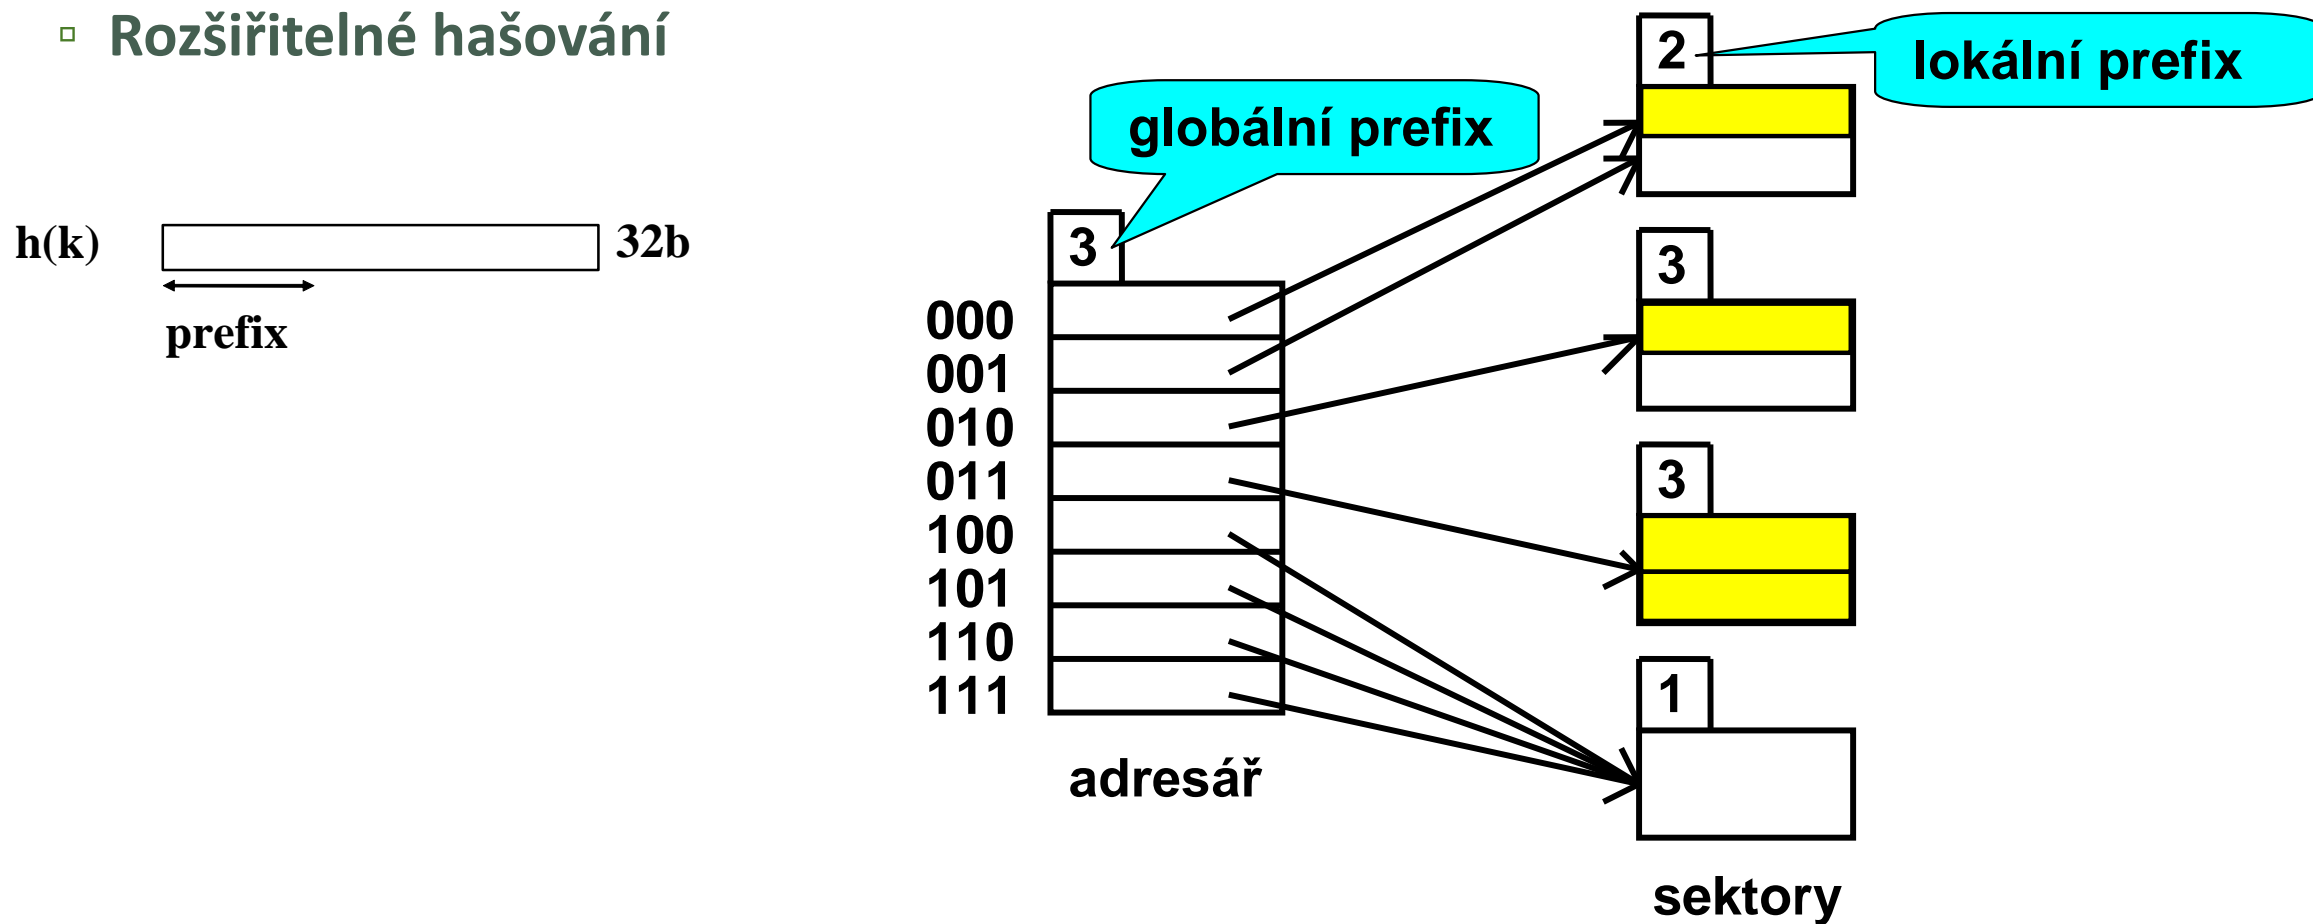 ▫ Rozšiřitelné hašování
h(k)
32b
prefix
globální prefix
lokální prefix
3
000
001
010
011
100
101
110
111
adresář
2
3
3
1
sektory